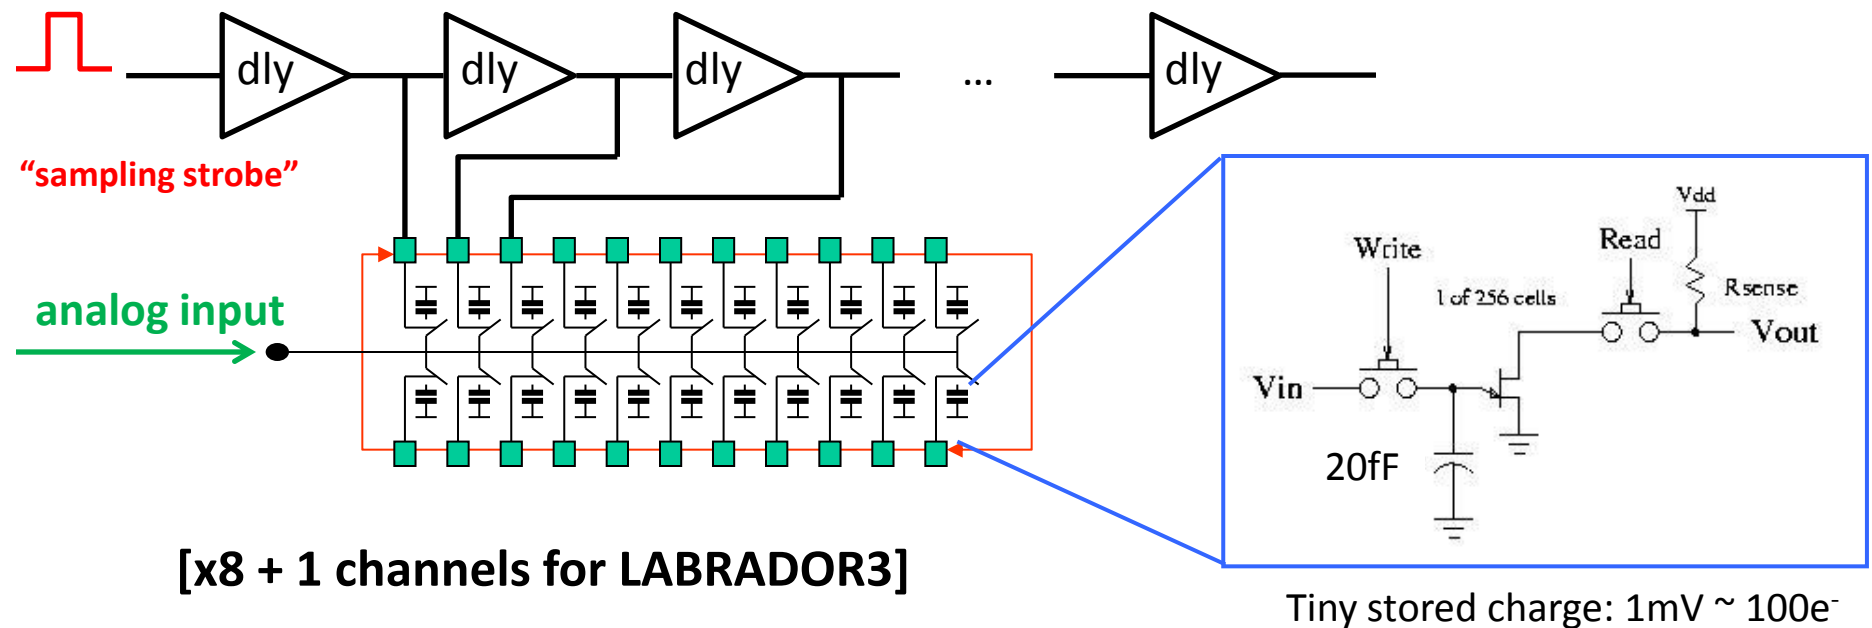 dly dly dly ... dly
“sampling strobe”
analog input
Vdd
Write Read
1 of 256 cells
Rsense
Vin
Vout
20fF
[x8 + 1 channels for LABRADOR3]
Tiny stored charge: 1mV ~ 100e⁻